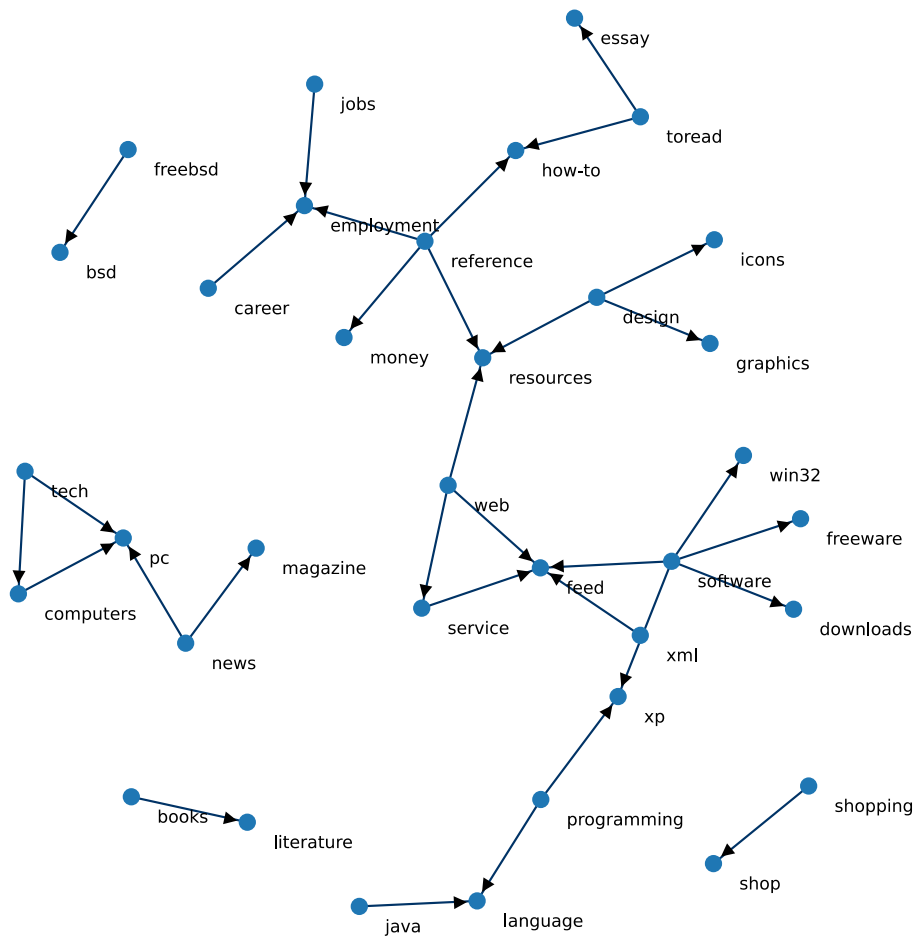 essay
jobs
toread
freebsd
how-to
employment
reference
icons
bsd
career
design
money
graphics
resources
win32
tech
web
freeware
pc
magazine
software
feed
computers
service
downloads
xml
news
xp
shopping
books
programming
literature
shop
language
java